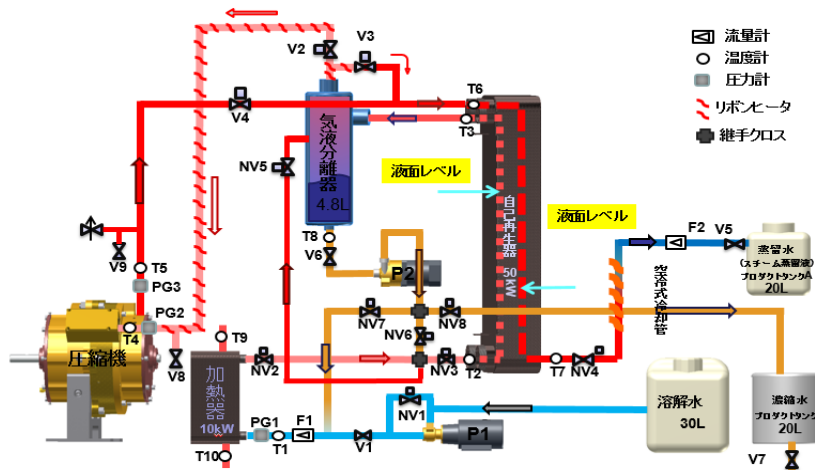 流量計
温度計
圧力計
リボンヒータ
継手クロス
V2
V3
V4
T6
T3
NV5
気液分離器
4.8L
液面レベル
液面レベル
自己再生器 50kW
T8
V6
P2
F2
V5
蒸留水
(スチーム蒸留液)
プロダクトタンクA
20L
空冷式冷却管
V9
T5
PG3
PG2
T4
圧縮機
V8
T9
加熱器
10kW
T10
NV2
NV7
NV6
NV8
NV3
T2
T7
NV4
PG1
T1
F1
V1
NV1
P1
溶解水
30L
濃縮水
プロダクトタンク
20L
V7